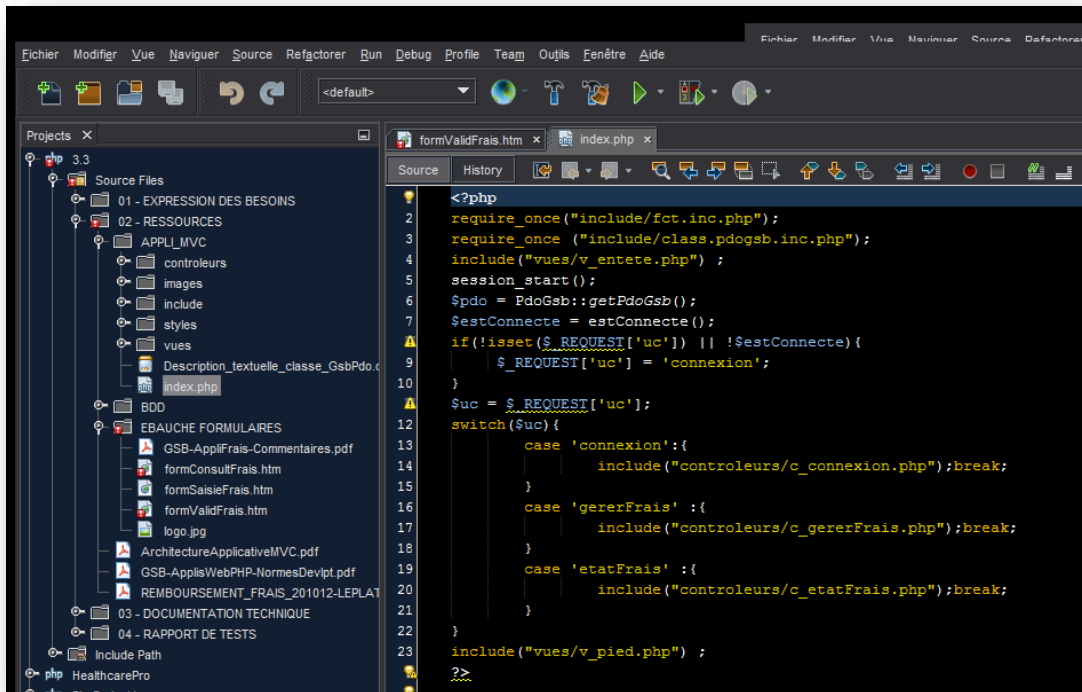 Fichier Modifier Vue Naviguer Source Refactorer
Fichier Modifier Vue Naviguer Source Refactorer Run Debug Profile Team Outils Fenêtre Aide
<default>
Projects
formValidFrais.htm
index.php
Source History
php 3.3
Source Files
01 - EXPRESSION DES BESOINS
02 - RESSOURCES
APPLI_MVC
controleurs
images
include
styles
vues
Description_textuelle_classe_GsbPdo.
index.php
BDD
EBAUCHE FORMULAIRES
GSB-AppliFrais-Commentaires.pdf
formConsultFrais.htm
formSaisieFrais.htm
formValidFrais.htm
logo.jpg
ArchitectureApplicativeMVC.pdf
GSB-ApplisWebPHP-NormesDevlpt.pdf
REMBOURSEMENT_FRAIS_201012-LEPLAT
03 - DOCUMENTATION TECHNIQUE
04 - RAPPORT DE TESTS
Include Path
php HealthcarePro
<?php
2 require_once("include/fct.inc.php");
3 require_once ("include/class.pdogsb.inc.php");
4 include("vues/v_entete.php") ;
5 session_start();
6 $pdo = PdoGsb::getPdoGsb();
7 $estConnecte = estConnecte();
if(!isset($_REQUEST['uc']) || !$estConnecte){
9 $_REQUEST['uc'] = 'connexion';
10 }
$uc = $_REQUEST['uc'];
12 switch($uc){
13 case 'connexion':{
14 include("controleurs/c_connexion.php");break;
15 }
16 case 'gererFrais' :{
17 include("controleurs/c_gererFrais.php");break;
18 }
19 case 'etatFrais' :{
20 include("controleurs/c_etatFrais.php");break;
21 }
22 }
23 include("vues/v_pied.php") ;
?>